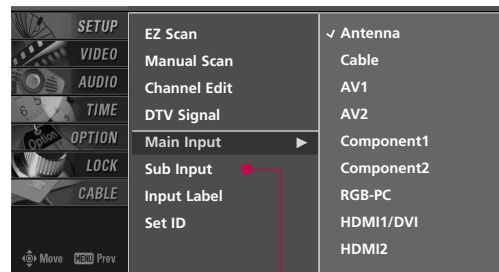 SETUP
VIDEO
AUDIO
TIME
OPTION
LOCK
CABLE
Move MENU Prev
EZ Scan
Manual Scan
Channel Edit
DTV Signal
Main Input ▶
Sub Input
Input Label
Set ID
✓ Antenna
Cable
AV1
AV2
Component1
Component2
RGB-PC
HDMI1/DVI
HDMI2